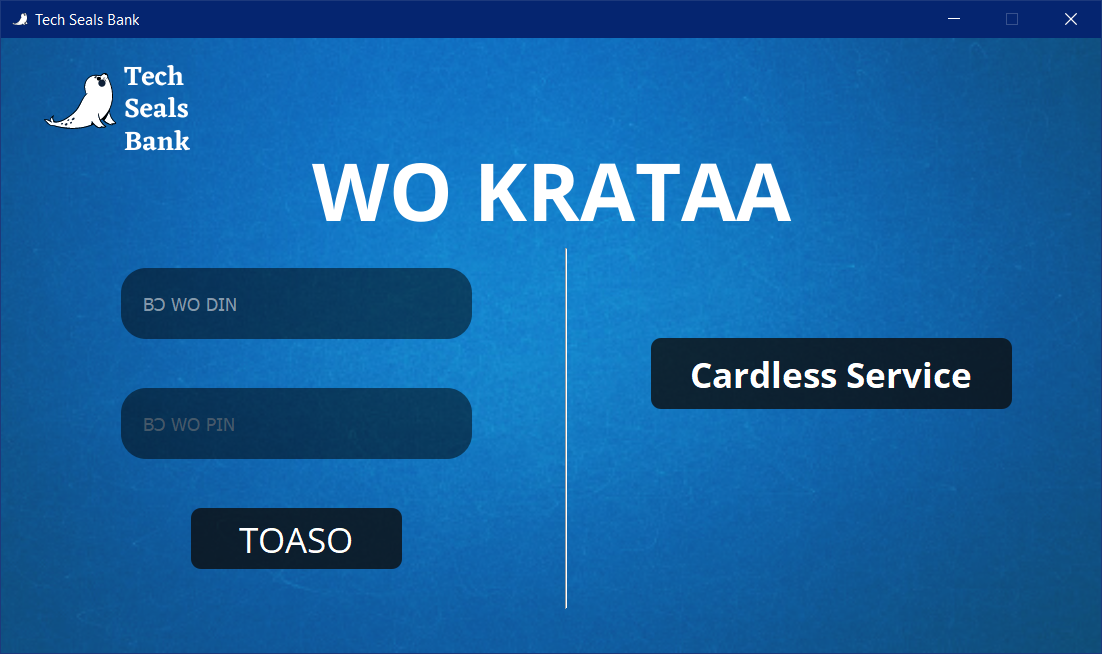 Tech Seals Bank
Tech
Seals
Bank
WO KRATAA
BƆ WO DIN
BƆ WO PIN
TOASO
Cardless Service